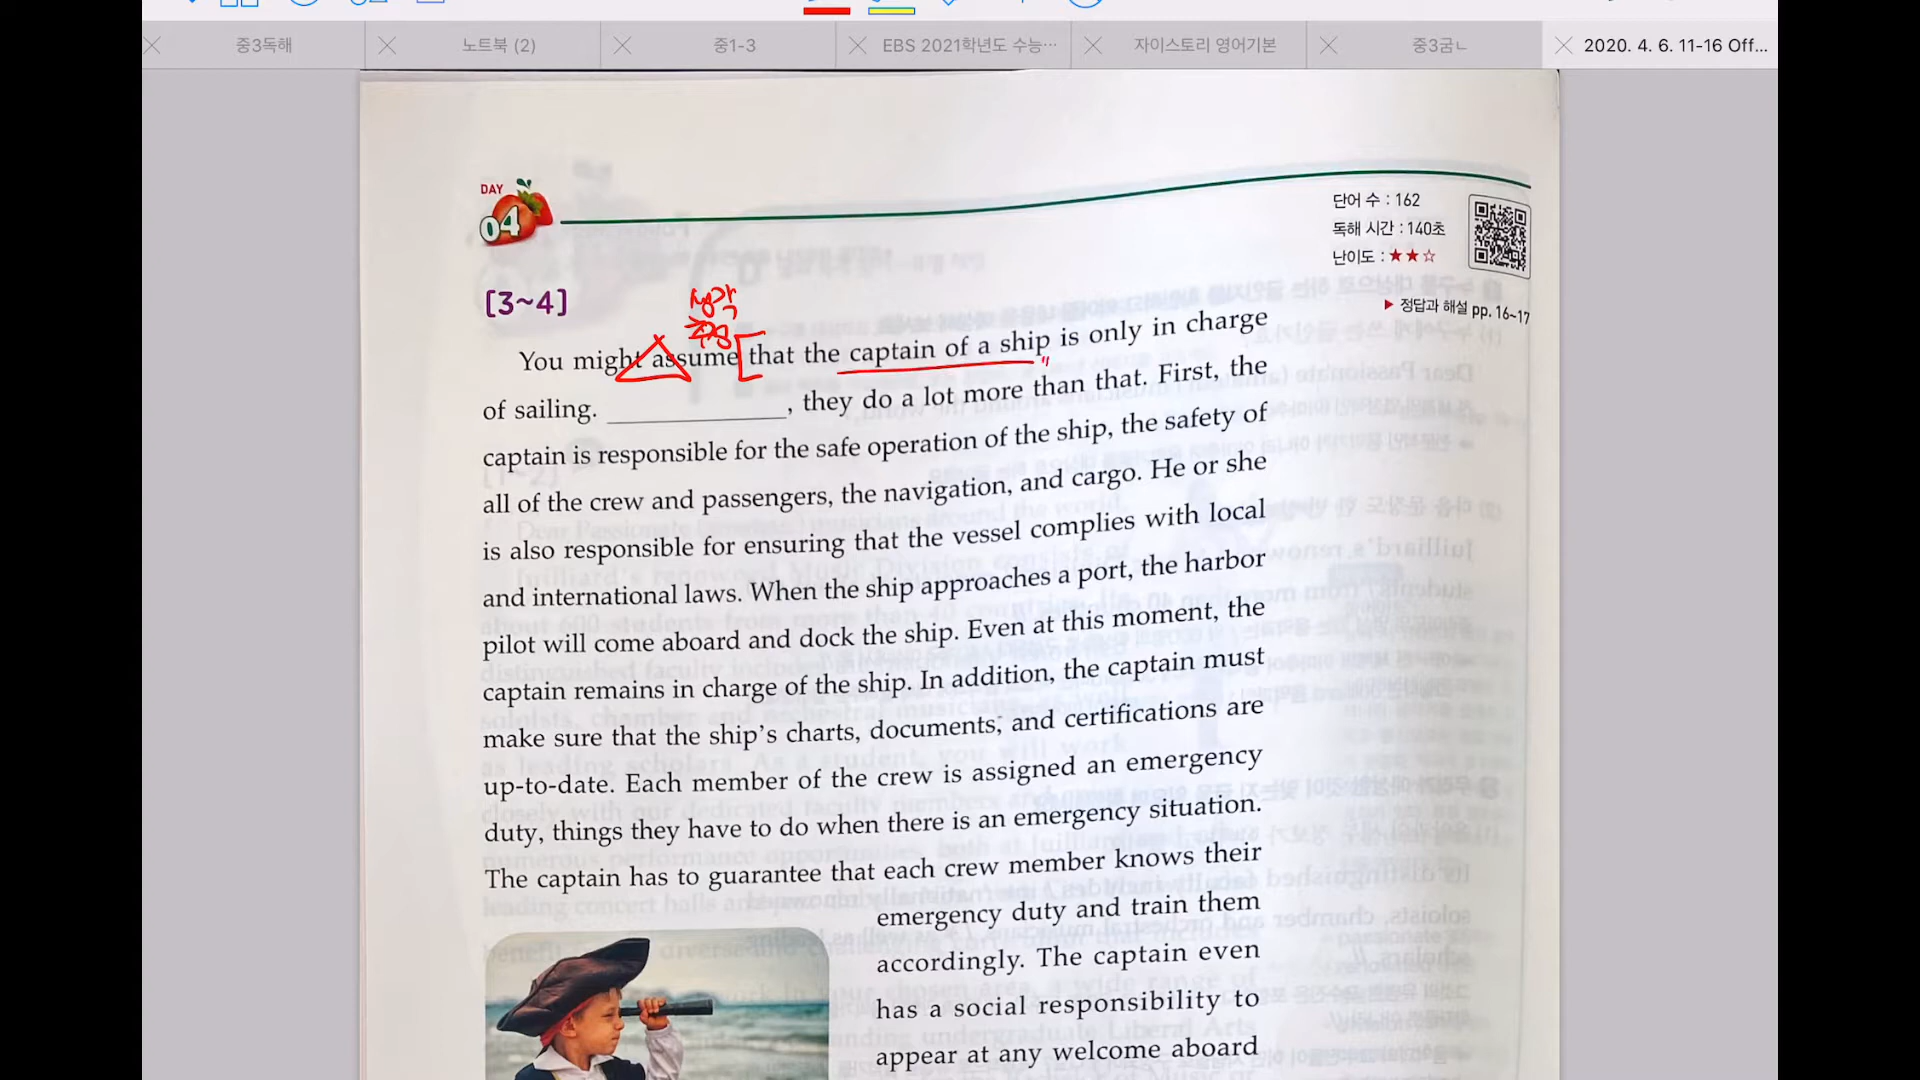 중3독해
노트북 (2)
중1-3
EBS 2021학년도 수능…
자이스토리 영어기본
중3굼ㄴ
2020. 4. 6. 11-16 Off...
DAY
04
단어 수 : 162
독해 시간 : 140초
난이도 : ★★☆
▶ 정답과 해설 pp. 16~17
[3~4]
You might assume that the captain of a ship is only in charge
of sailing. ____________, they do a lot more than that. First, the
captain is responsible for the safe operation of the ship, the safety of
all of the crew and passengers, the navigation, and cargo. He or she
is also responsible for ensuring that the vessel complies with local
and international laws. When the ship approaches a port, the harbor
pilot will come aboard and dock the ship. Even at this moment, the
captain remains in charge of the ship. In addition, the captain must
make sure that the ship's charts, documents, and certifications are
up-to-date. Each member of the crew is assigned an emergency
duty, things they have to do when there is an emergency situation.
The captain has to guarantee that each crew member knows their
emergency duty and train them
accordingly. The captain even
has a social responsibility to
appear at any welcome aboard